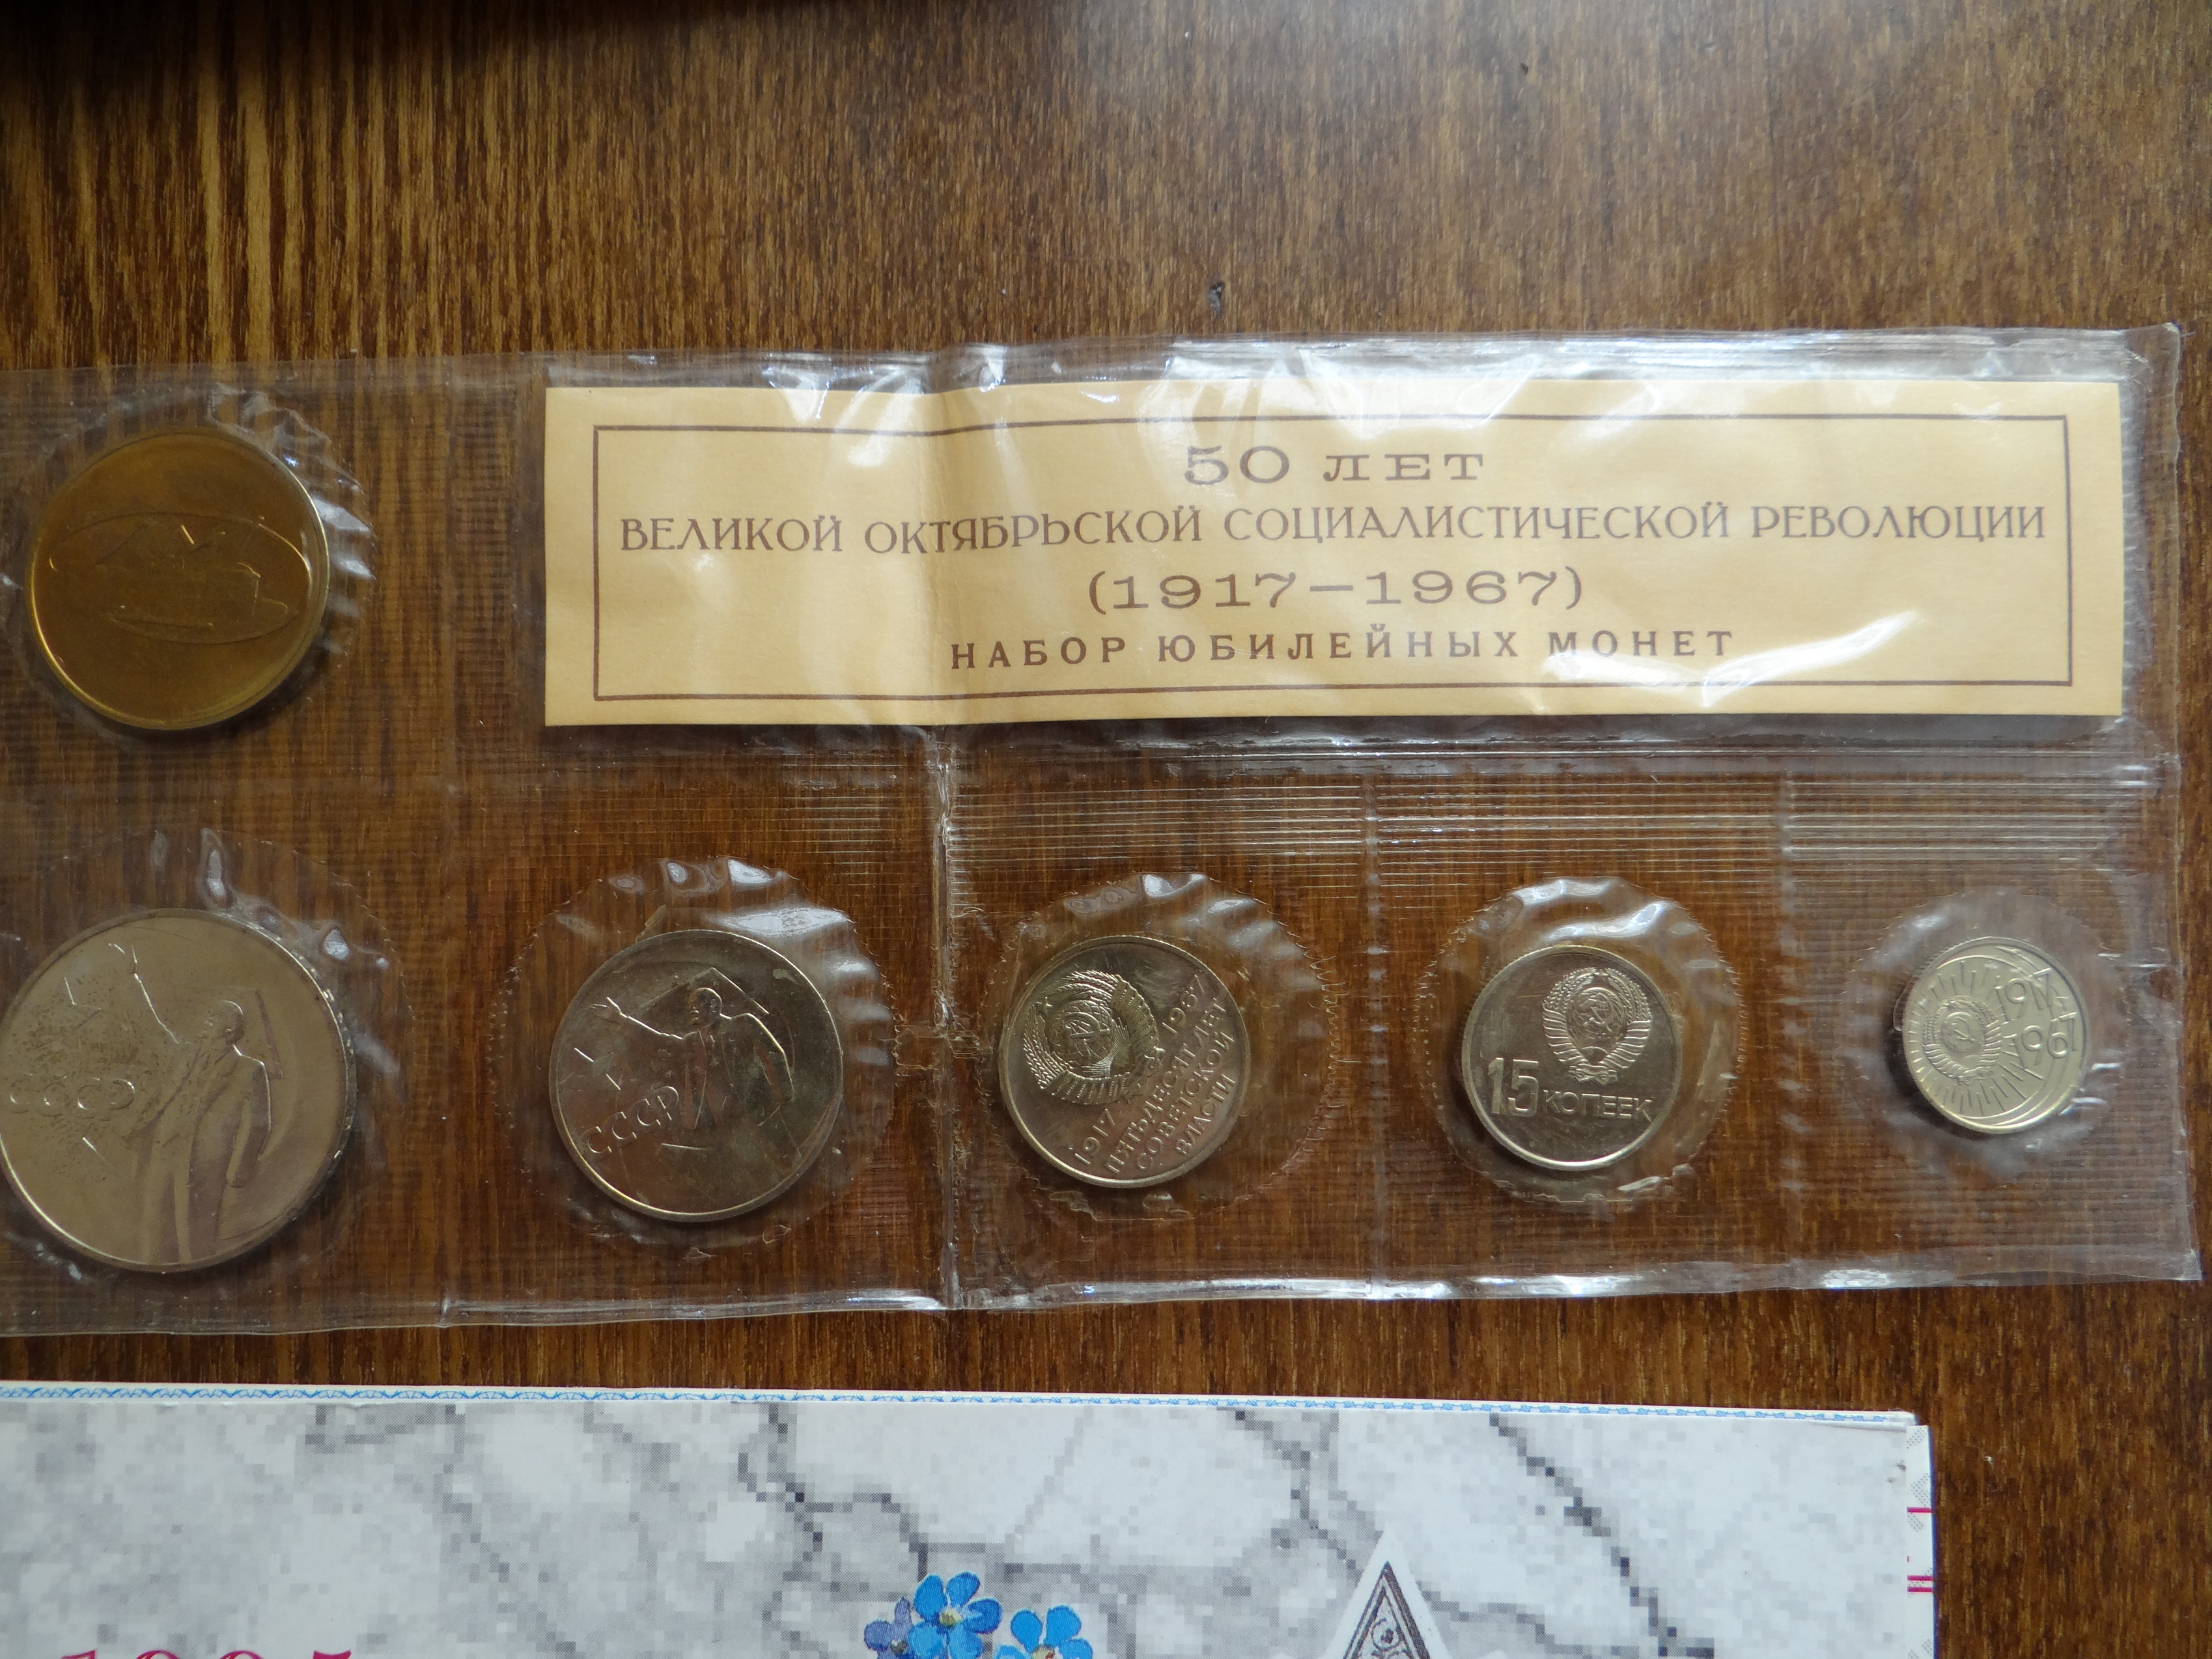 50 ЛЕТ
ВЕЛИКОЙ ОКТЯБРЬСКОЙ СОЦИАЛИСТИЧЕСКОЙ РЕВОЛЮЦИИ
(1917—1967)
НАБОР ЮБИЛЕЙНЫХ МОНЕТ
СССР
СССР
1917 1967
ПЯТЬДЕСЯТ ЛЕТ
СОВЕТСКОЙ
ВЛАСТИ
15 КОПЕЕК
1917
1967